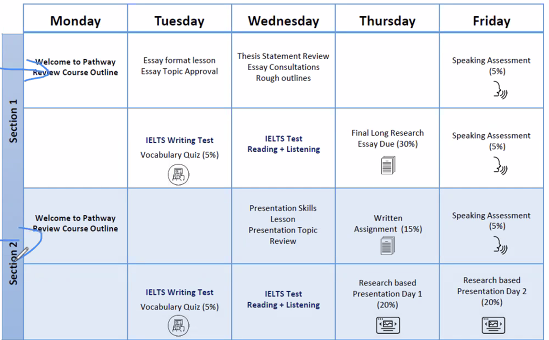 Monday Tuesday Wednesday Thursday Friday
Section 1
Welcome to Pathway
Review Course Outline
Essay format lesson
Essay Topic Approval
Thesis Statement Review
Essay Consultations
Rough outlines
Speaking Assessment
(5%)
IELTS Writing Test
Vocabulary Quiz (5%)
IELTS Test
Reading + Listening
Final Long Research
Essay Due (30%)
Speaking Assessment
(5%)
Section 2
Welcome to Pathway
Review Course Outline
Presentation Skills
Lesson
Presentation Topic
Review
Written
Assignment (15%)
Speaking Assessment
(5%)
IELTS Writing Test
Vocabulary Quiz (5%)
IELTS Test
Reading + Listening
Research based
Presentation Day 1
(20%)
Research based
Presentation Day 2
(20%)